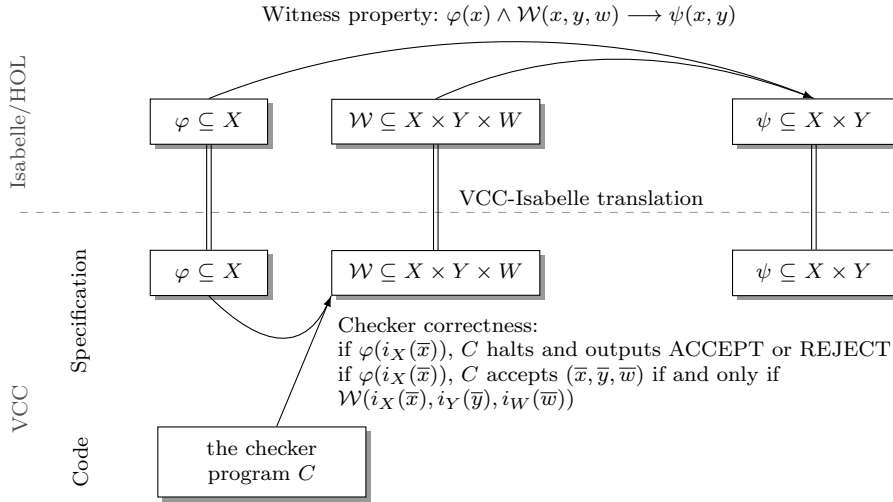 Witness property: φ(x) ∧ 𝒲(x, y, w) ⟶ ψ(x, y)
Isabelle/HOL
φ ⊆ X
𝒲 ⊆ X × Y × W
ψ ⊆ X × Y
VCC-Isabelle translation
VCC
Specification
φ ⊆ X
𝒲 ⊆ X × Y × W
ψ ⊆ X × Y
Checker correctness:
if φ(i_X(x̅)), C halts and outputs ACCEPT or REJECT
if φ(i_X(x̅)), C accepts (x̅, y̅, w̅) if and only if
𝒲(i_X(x̅), i_Y(y̅), i_W(w̅))
Code
the checker
program C